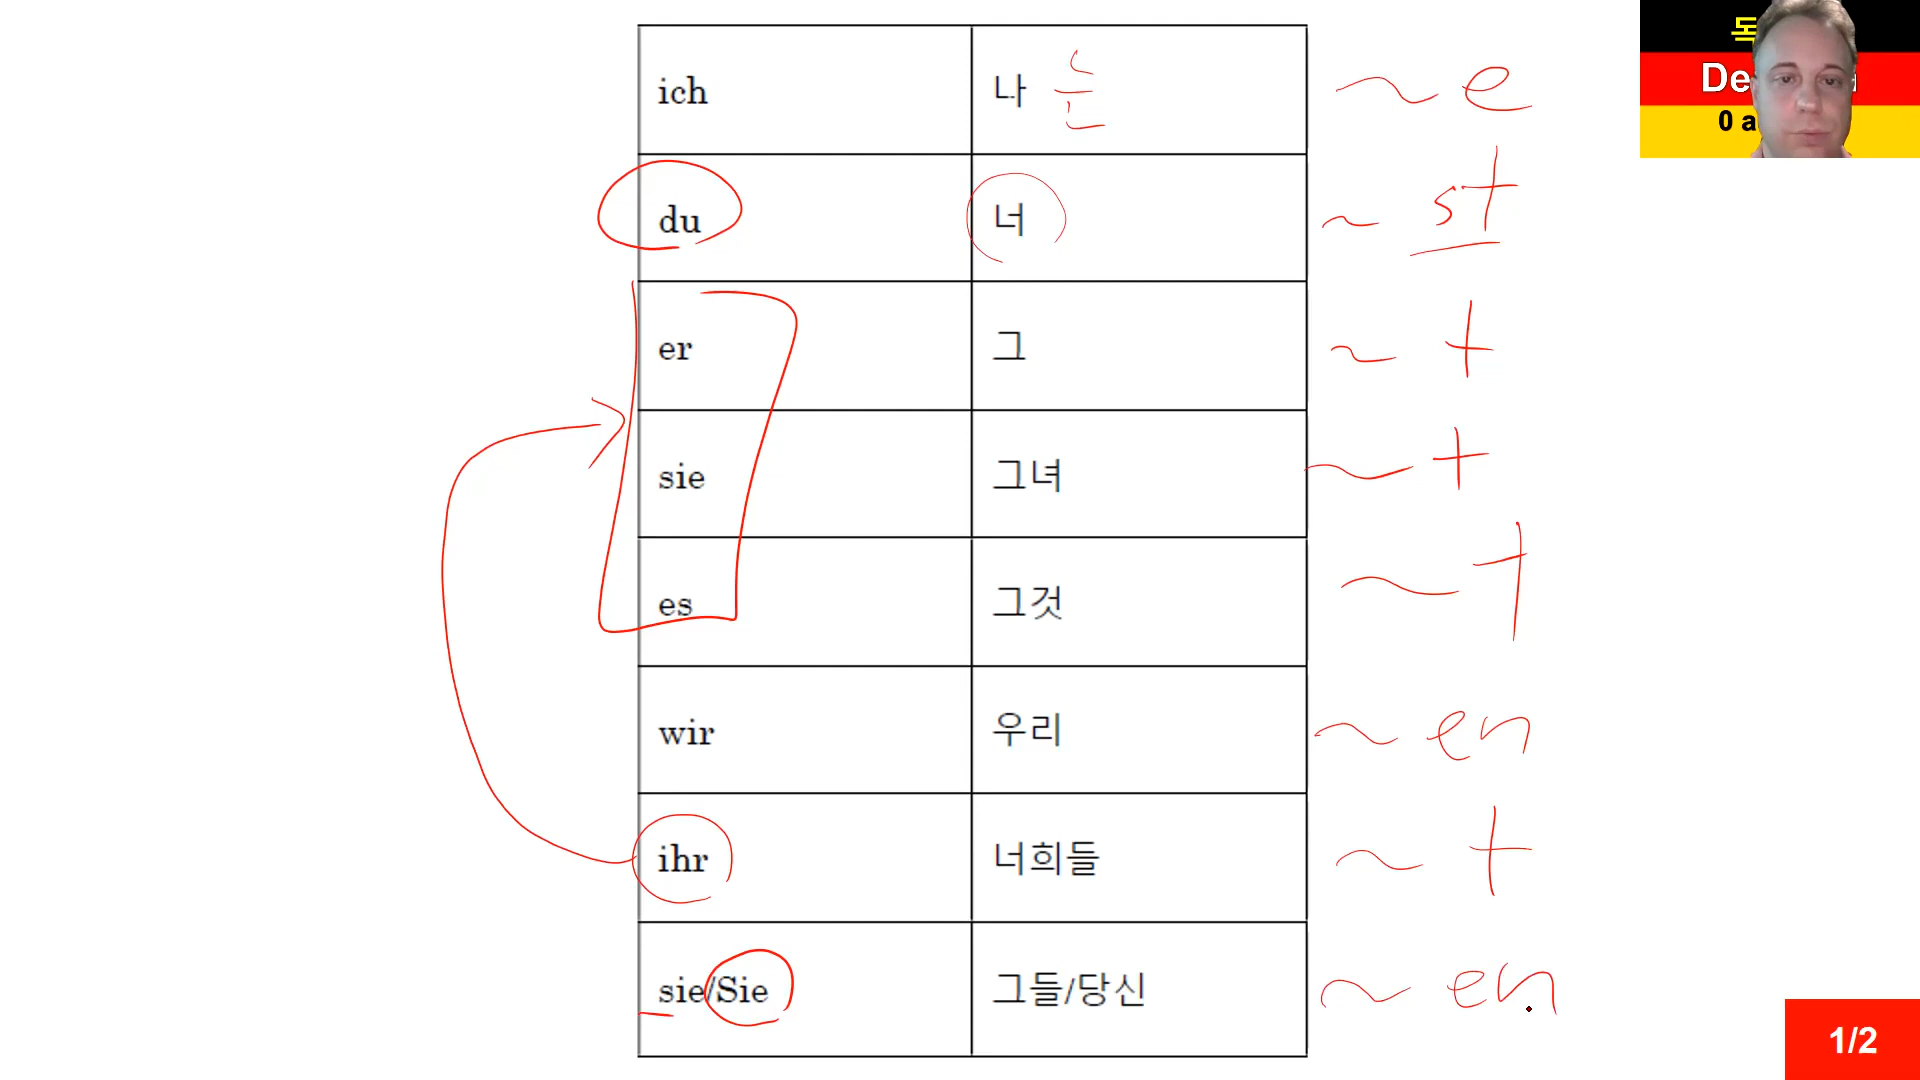 ich 나 는 ~ e
du 너 ~ st
er 그 ~ t
sie 그녀 ~ t
es 그것 ~ t
wir 우리 ~ en
ihr 너희들 ~ t
sie/Sie 그들/당신 ~ en
독
De
0 a
1/2